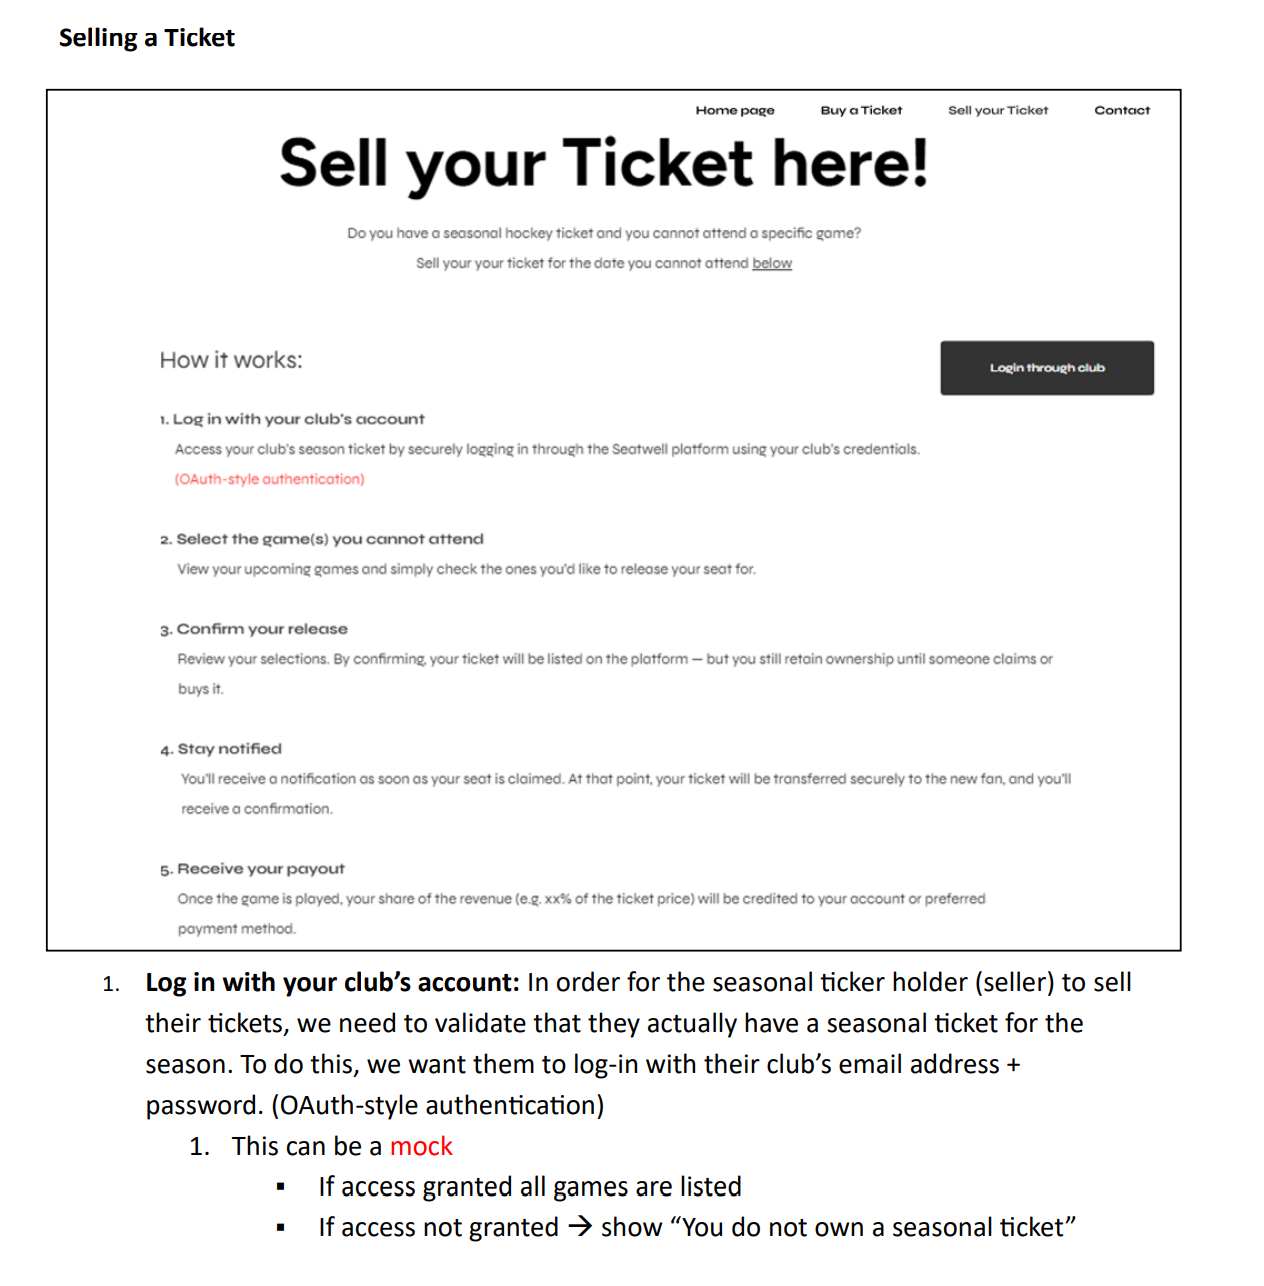 Selling a Ticket
Home page Buy a Ticket Sell your Ticket Contact
Sell your Ticket here!
Do you have a seasonal hockey ticket and you cannot attend a specific game?
Sell your your ticket for the date you cannot attend below
How it works:
Login through club
1. Log in with your club's account
Access your club's season ticket by securely logging in through the Seatwell platform using your club's credentials.
(OAuth-style authentication)
2. Select the game(s) you cannot attend
View your upcoming games and simply check the ones you'd like to release your seat for.
3. Confirm your release
Review your selections. By confirming, your ticket will be listed on the platform – but you still retain ownership until someone claims or
buys it.
4. Stay notified
You'll receive a notification as soon as your seat is claimed. At that point, your ticket will be transferred securely to the new fan, and you'll
receive a confirmation.
5. Receive your payout
Once the game is played, your share of the revenue (e.g. xx% of the ticket price) will be credited to your account or preferred
payment method.
1. Log in with your club’s account: In order for the seasonal ticker holder (seller) to sell
their tickets, we need to validate that they actually have a seasonal ticket for the
season. To do this, we want them to log-in with their club’s email address +
password. (OAuth-style authentication)
1. This can be a mock
▪ If access granted all games are listed
▪ If access not granted → show “You do not own a seasonal ticket”